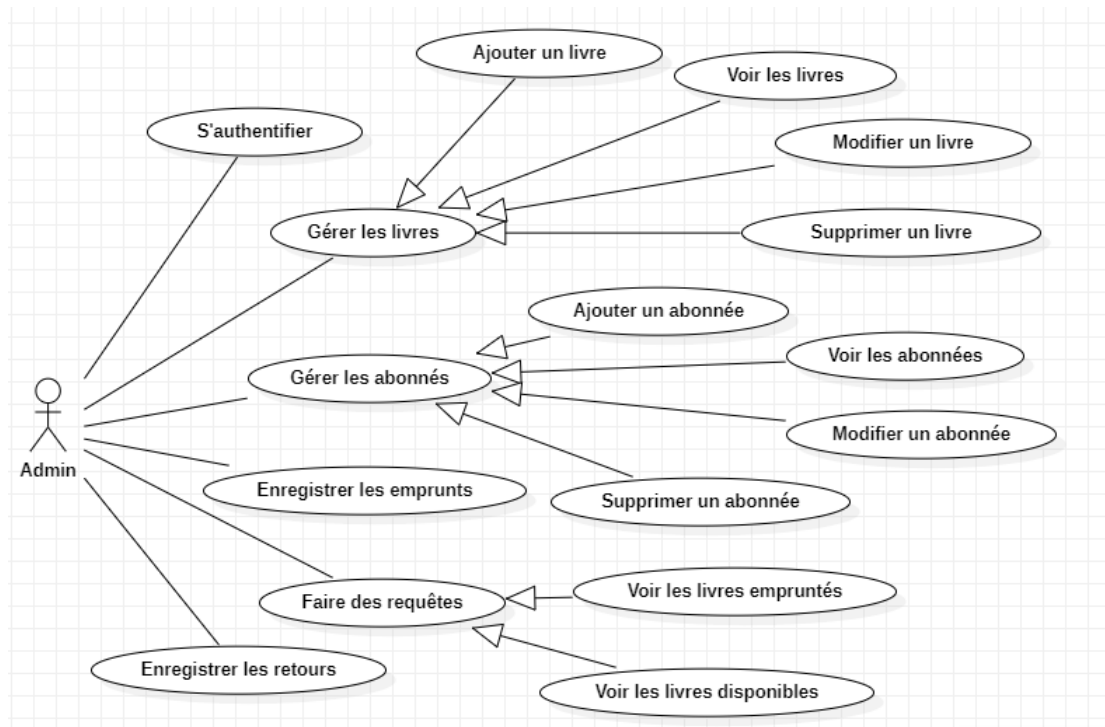 Ajouter un livre
Voir les livres
S'authentifier
Modifier un livre
Gérer les livres
Supprimer un livre
Ajouter un abonnée
Voir les abonnées
Gérer les abonnés
Modifier un abonnée
Admin
Enregistrer les emprunts
Supprimer un abonnée
Voir les livres empruntés
Faire des requêtes
Enregistrer les retours
Voir les livres disponibles